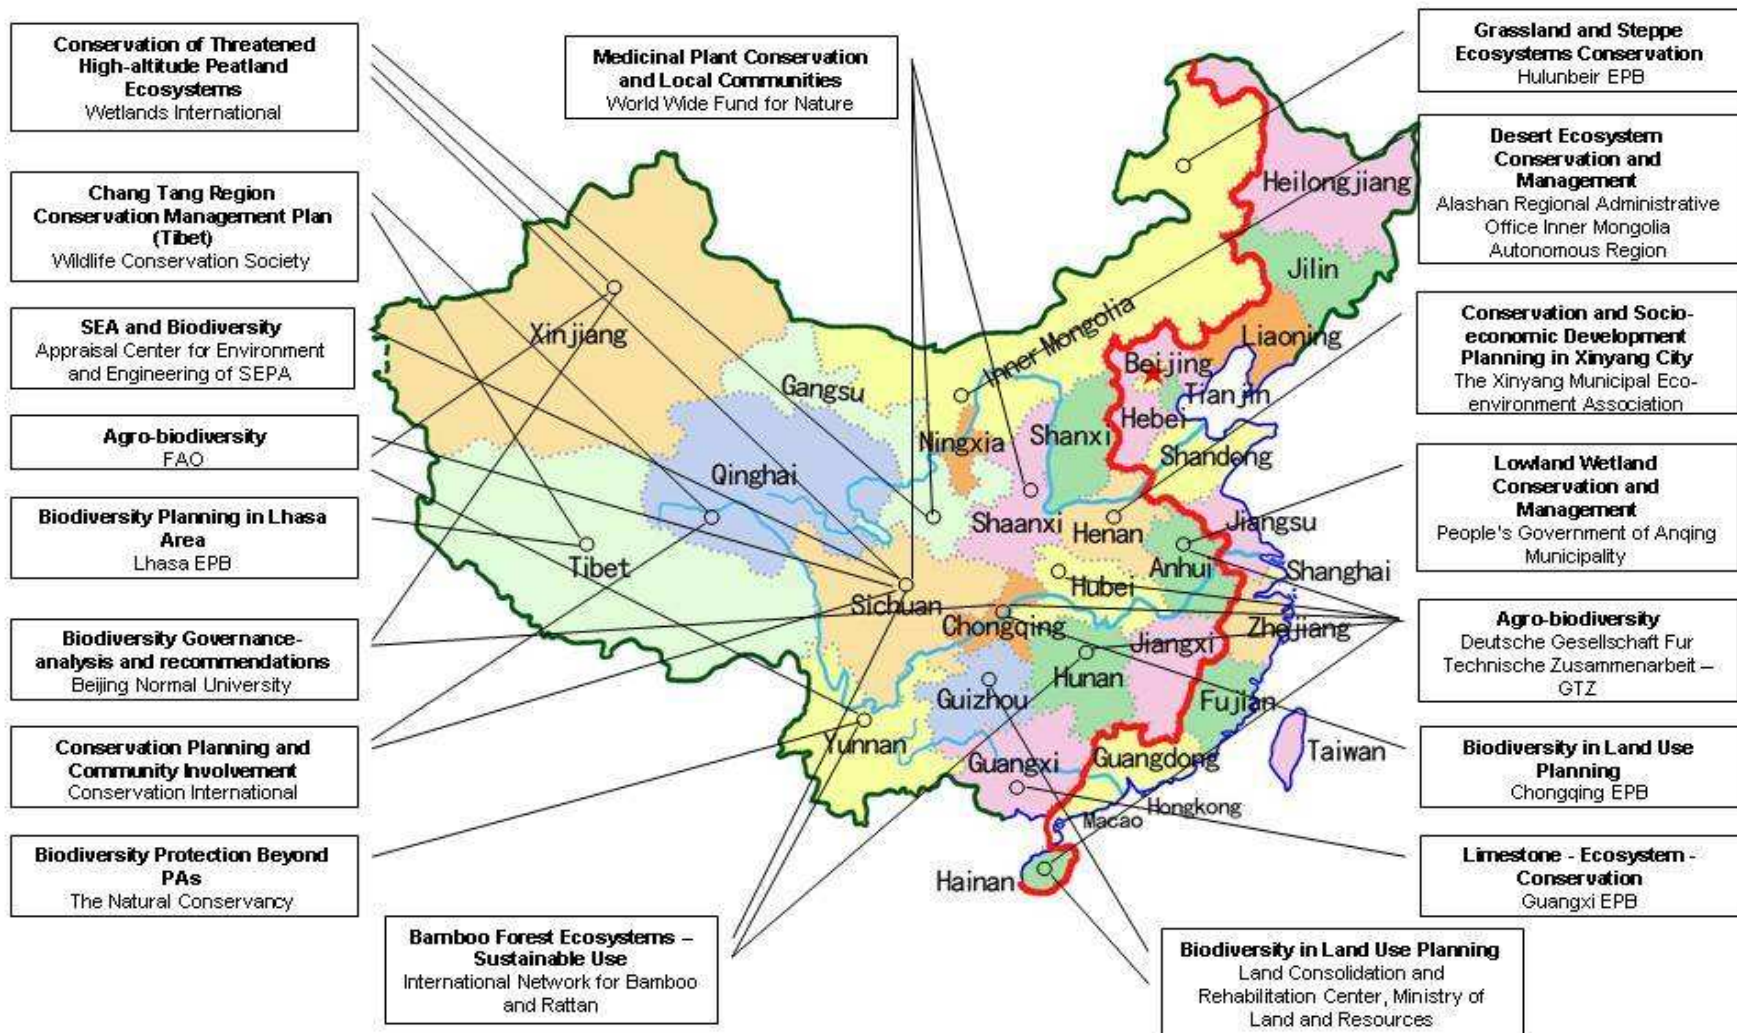 Conservation of Threatened
High-altitude Peatland
Ecosystems
Wetlands International
Chang Tang Region
Conservation Management Plan
(Tibet)
Wildlife Conservation Society
SEA and Biodiversity
Appraisal Center for Environment
and Engineering of SEPA
Agro-biodiversity
FAO
Biodiversity Planning in Lhasa
Area
Lhasa EPB
Biodiversity Governance-
analysis and recommendations
Beijing Normal University
Conservation Planning and
Community Involvement
Conservation International
Biodiversity Protection Beyond
PAs
The Natural Conservancy
Medicinal Plant Conservation
and Local Communities
World Wide Fund for Nature
Heilongjiang
Jilin
Liaoning
Inner Mongolia
Xinjiang
Beijing
Tianjin
Gangsu
Hebei
Ningxia
Shanxi
Shandong
Qinghai
Shaanxi
Henan
Jiangsu
Tibet
Anhui
Shanghai
Hubei
Sichuan
Chongqing
Zhejiang
Jiangxi
Hunan
Guizhou
Fujian
Yunnan
Guangxi
Guangdong
Taiwan
Hongkong
Macao
Hainan
Bamboo Forest Ecosystems –
Sustainable Use
International Network for Bamboo
and Rattan
Grassland and Steppe
Ecosystems Conservation
Hulunbeir EPB
Desert Ecosystem
Conservation and
Management
Alashan Regional Administrative
Office Inner Mongolia
Autonomous Region
Conservation and Socio-
economic Development
Planning in Xinyang City
The Xinyang Municipal Eco-
environment Association
Lowland Wetland
Conservation and
Management
People's Government of Anqing
Municipality
Agro-biodiversity
Deutsche Gesellschaft Fur
Technische Zusammenarbeit –
GTZ
Biodiversity in Land Use
Planning
Chongqing EPB
Limestone - Ecosystem -
Conservation
Guangxi EPB
Biodiversity in Land Use Planning
Land Consolidation and
Rehabilitation Center, Ministry of
Land and Resources